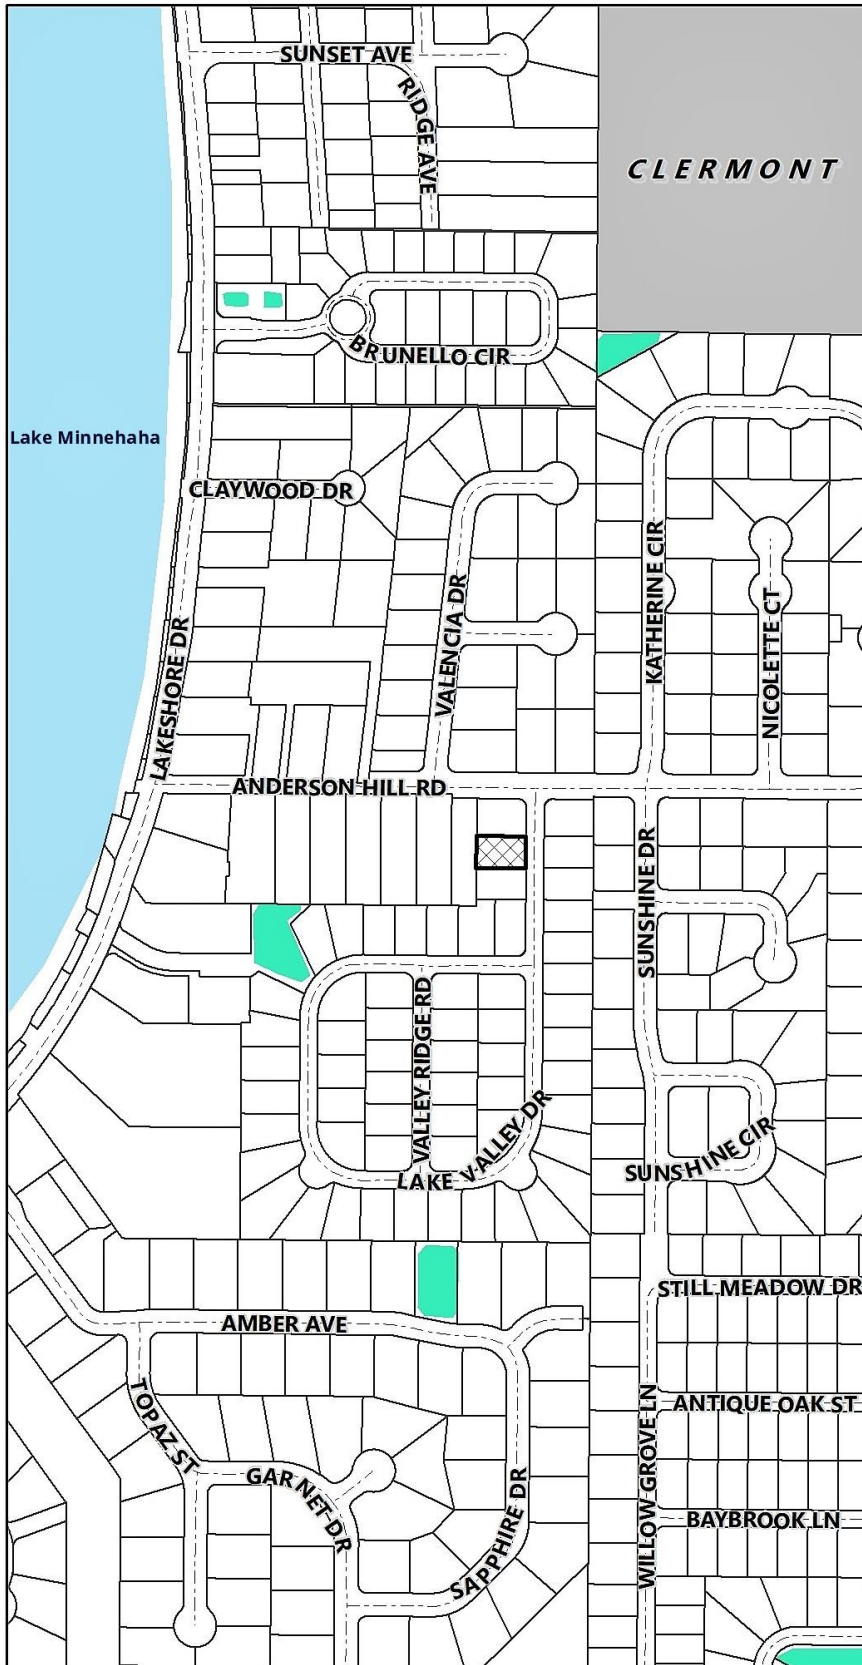 SUNSET AVE
RIDGE AVE
CLERMONT
BRUNELLO CIR
Lake Minnehaha
CLAYWOOD DR
KATHERINE CIR
VALENCIA DR
NICOLETTE CT
LAKESHORE DR
ANDERSON HILL RD
SUNSHINE DR
VALLEY RIDGE RD
LAKE VALLEY DR
SUNSHINE CIR
STILL MEADOW DR
AMBER AVE
TOPAZ ST
ANTIQUE OAK ST
WILLOW GROVE LN
GARNET DR
SAPPHIRE DR
BAYBROOK LN